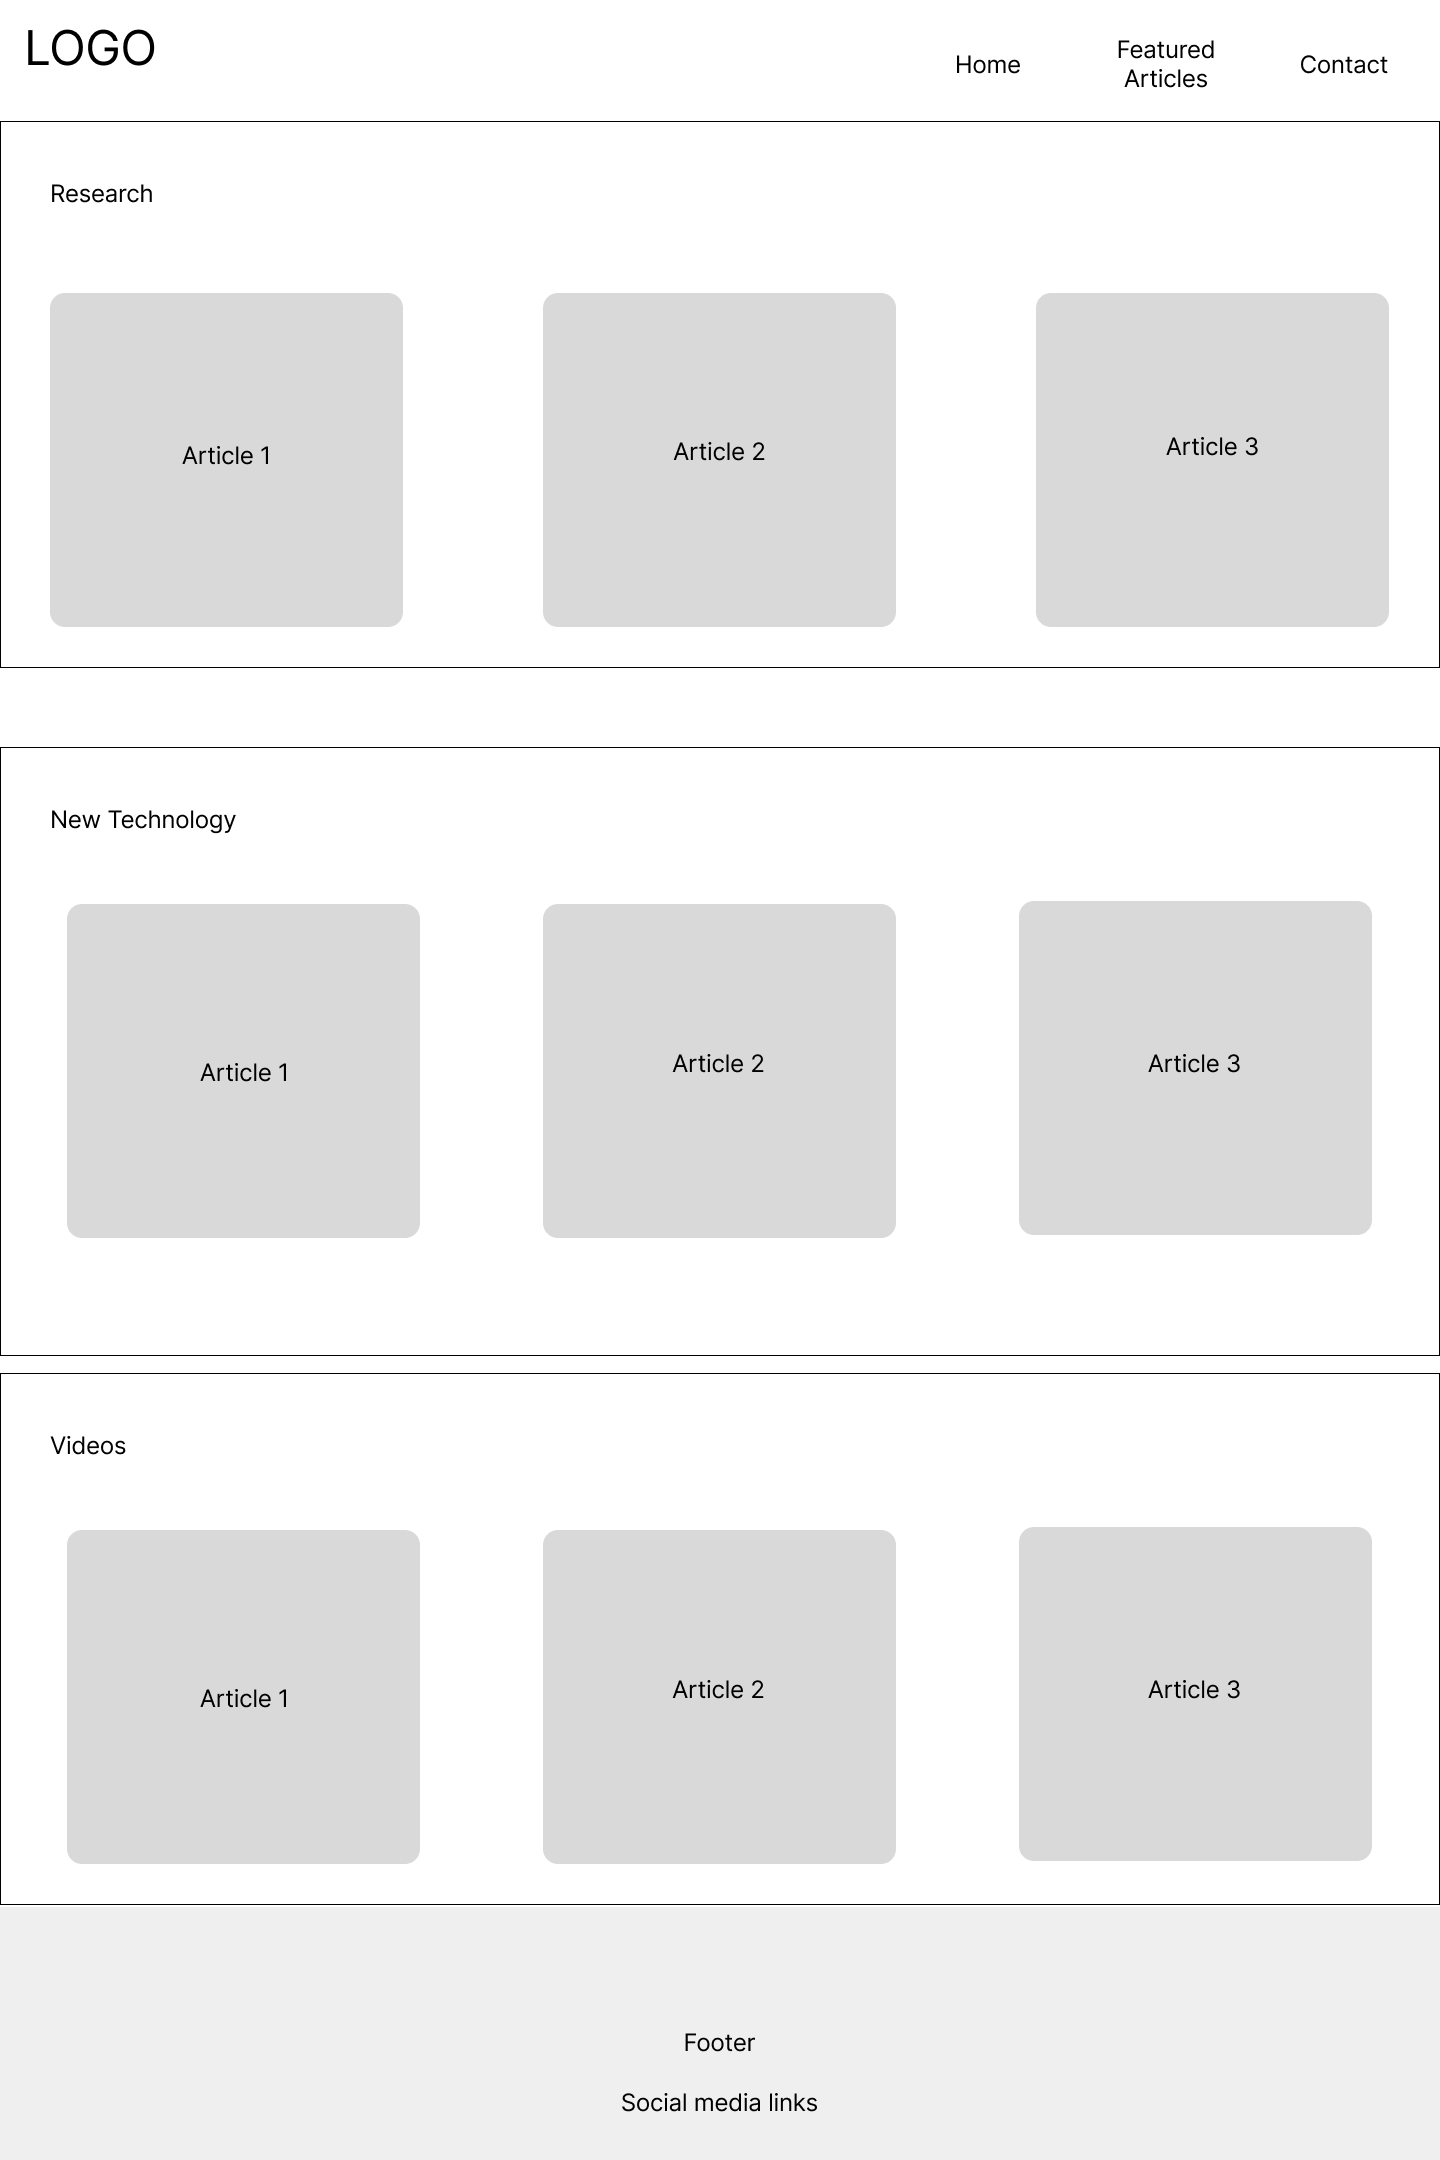 LOGO
Home
Featured
Articles
Contact
Research
Article 1
Article 2
Article 3
New Technology
Article 1
Article 2
Article 3
Videos
Article 1
Article 2
Article 3
Footer
Social media links